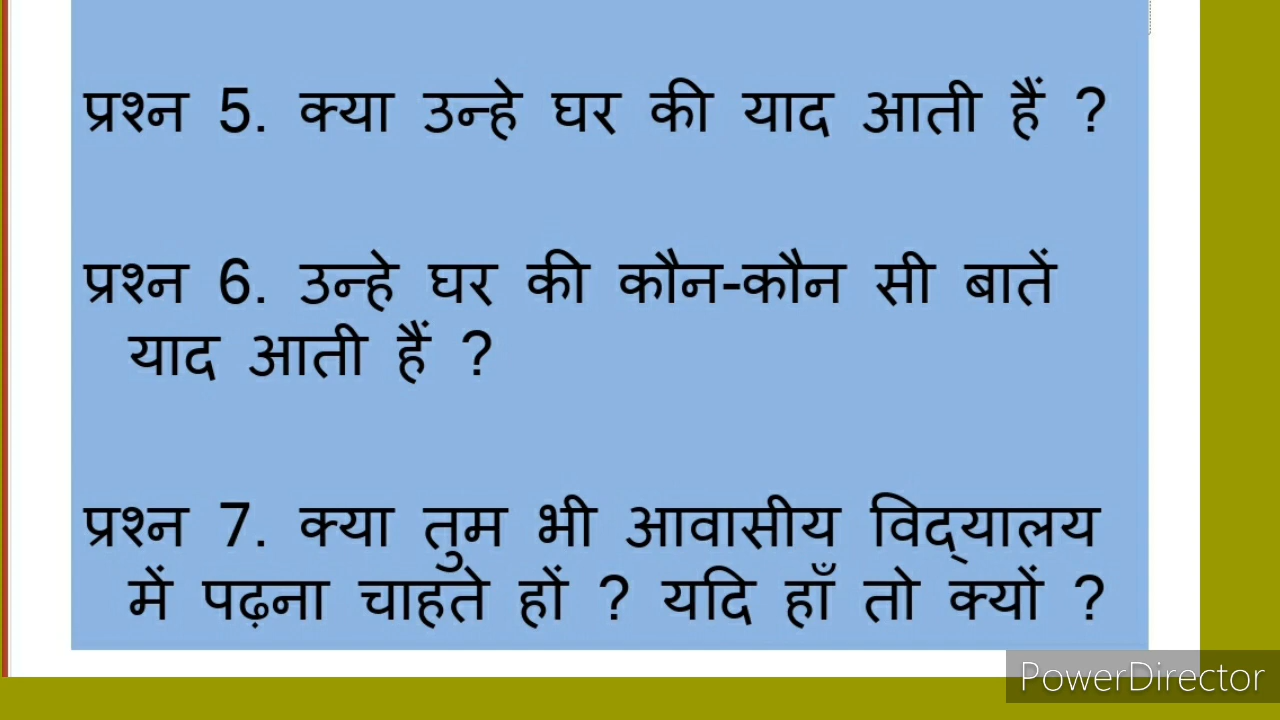 प्रश्न 5. क्या उन्हे घर की याद आती हैं ?
प्रश्न 6. उन्हे घर की कौन-कौन सी बातें
याद आती हैं ?
प्रश्न 7. क्या तुम भी आवासीय विद्‌यालय
में पढ़ना चाहते हों ? यदि हाँ तो क्यों ?
PowerDirector